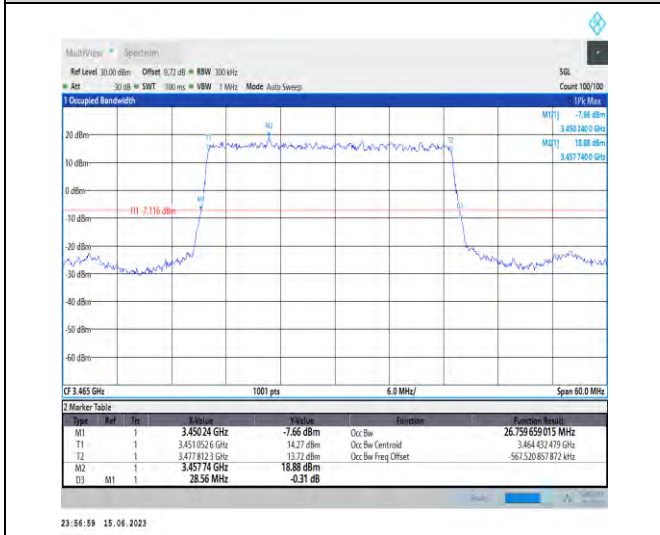 MultiView Spectrum
Ref Level 30.00 dBm Offset 0.72 dB RBW 300 kHz SGL
Att 30 dB SWT 100 ms VBW 1 MHz Mode Auto Sweep Count 100/100
1 Occupied Bandwidth 1Pk Max
M1[1] -7.66 dBm
3.450 240 0 GHz
M2[1] 18.88 dBm
3.457 740 0 GHz
M2
T1
T2
20 dBm
10 dBm
0 dBm
M1
D3
-10 dBm
H1 -7.116 dBm
-20 dBm
-30 dBm
-40 dBm
-50 dBm
-60 dBm
CF 3.465 GHz 1001 pts 6.0 MHz/ Span 60.0 MHz
2 Marker Table
Type Ref Trc X-Value Y-Value Function Function Result
M1 1 3.450 24 GHz -7.66 dBm Occ Bw 26.759 659 015 MHz
T1 1 3.451 052 6 GHz 14.27 dBm Occ Bw Centroid 3.464 432 479 GHz
T2 1 3.477 812 3 GHz 13.72 dBm Occ Bw Freq Offset -567.520 857 872 kHz
M2 1 3.457 74 GHz 18.88 dBm
D3 M1 1 28.56 MHz -0.31 dB
23:56:59 15.06.2023